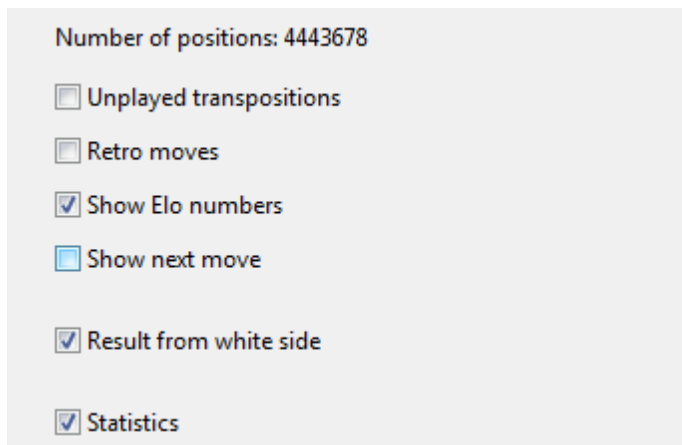 Number of positions: 4443678
Unplayed transpositions
Retro moves
Show Elo numbers
Show next move
Result from white side
Statistics